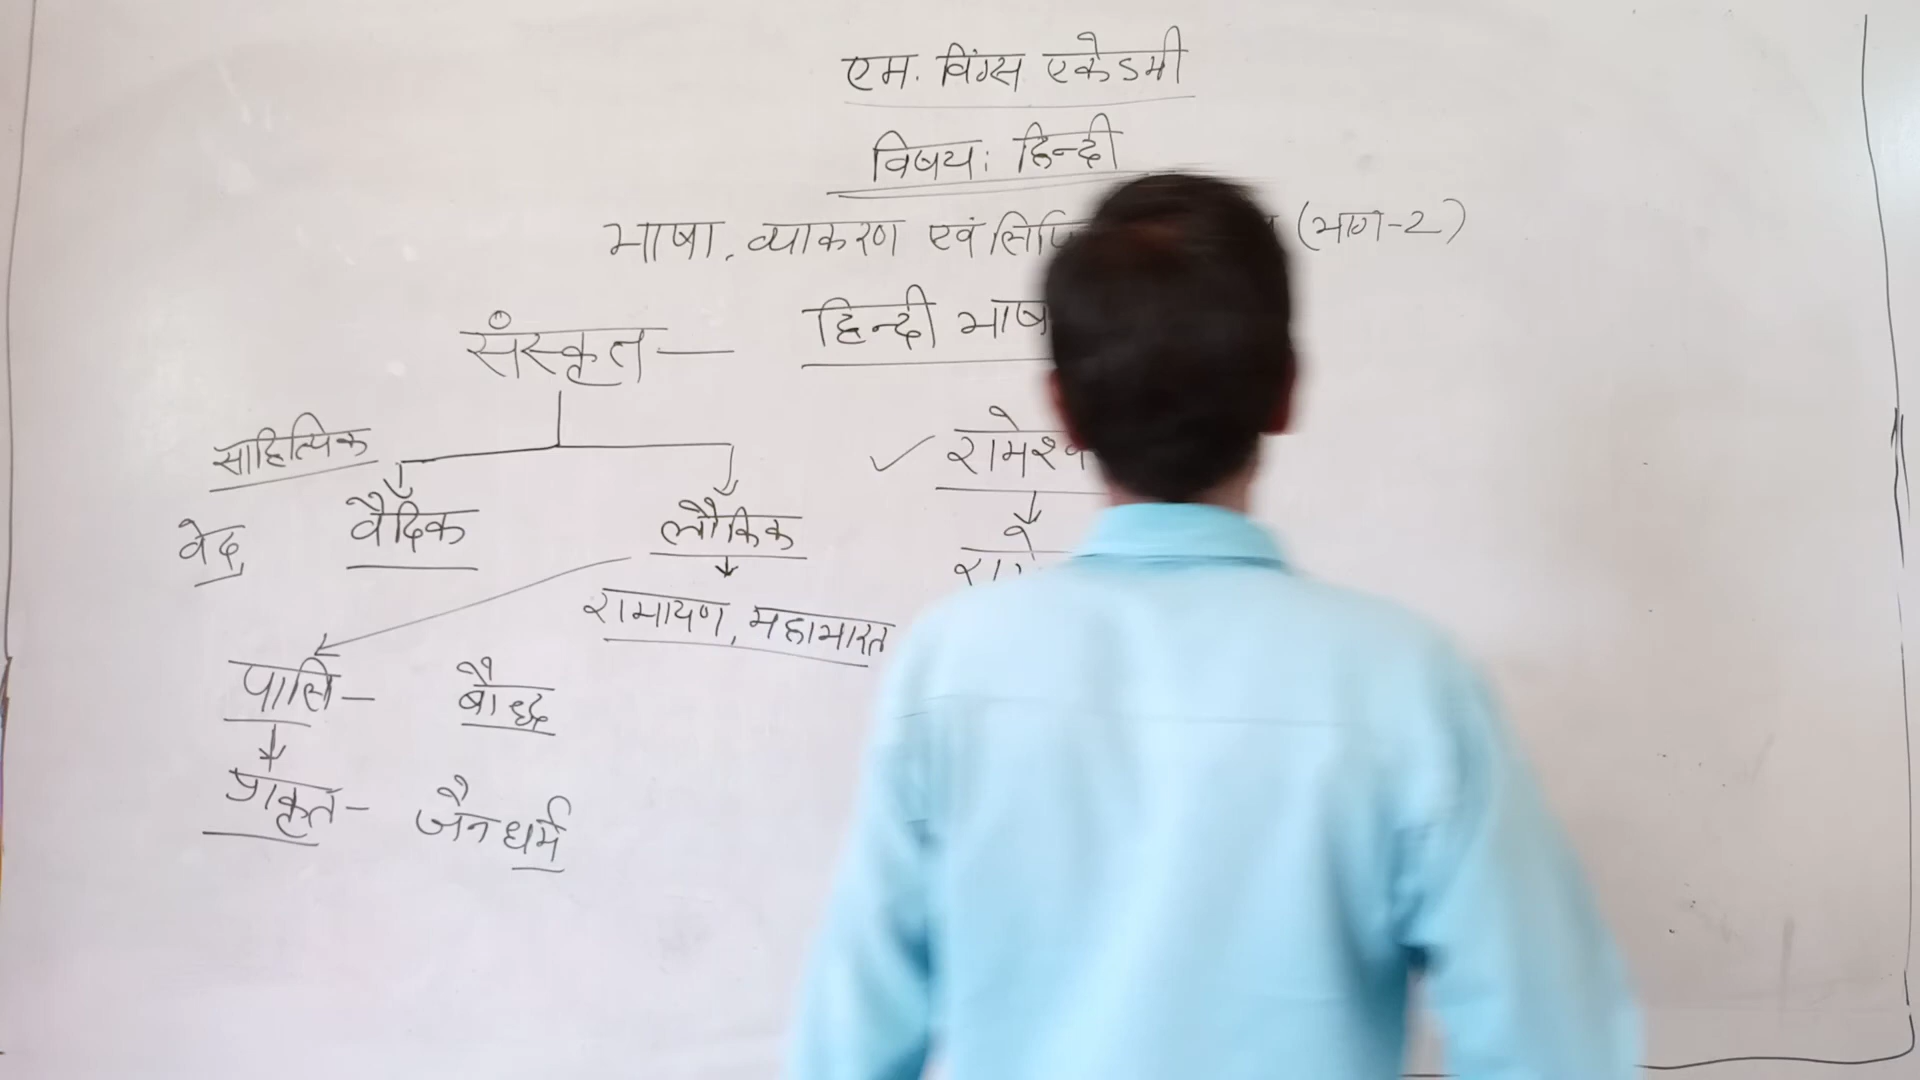 एम. विंग्स एकेडमी
विषय: हिन्दी
भाषा, व्याकरण एवं लिपि (भाग-2)
संस्कृत — हिन्दी भाषा
साहित्यिक
वेद वैदिक लौकिक
रामायण, महाभारत
पालि — बौद्ध
प्राकृत — जैन धर्म